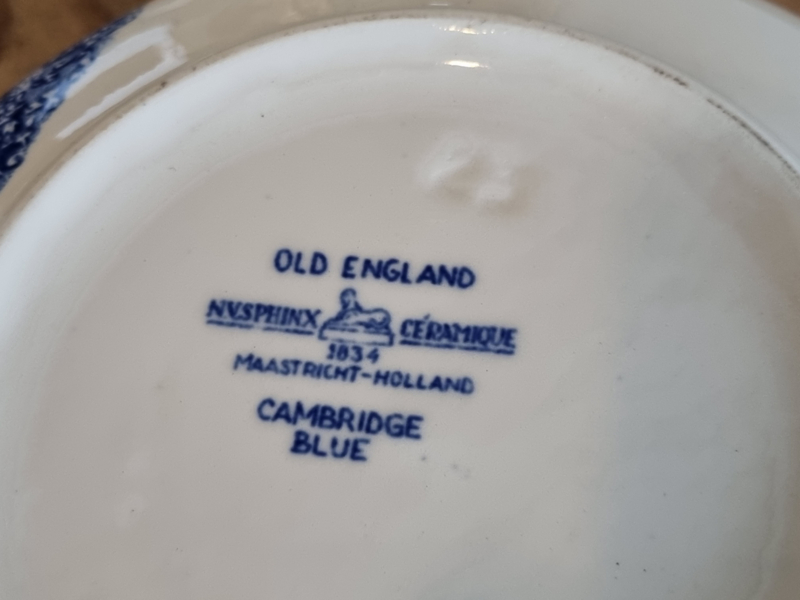 OLD ENGLAND
N.V.SPHINX CÉRAMIQUE
1834
MAASTRICHT-HOLLAND
CAMBRIDGE
BLUE